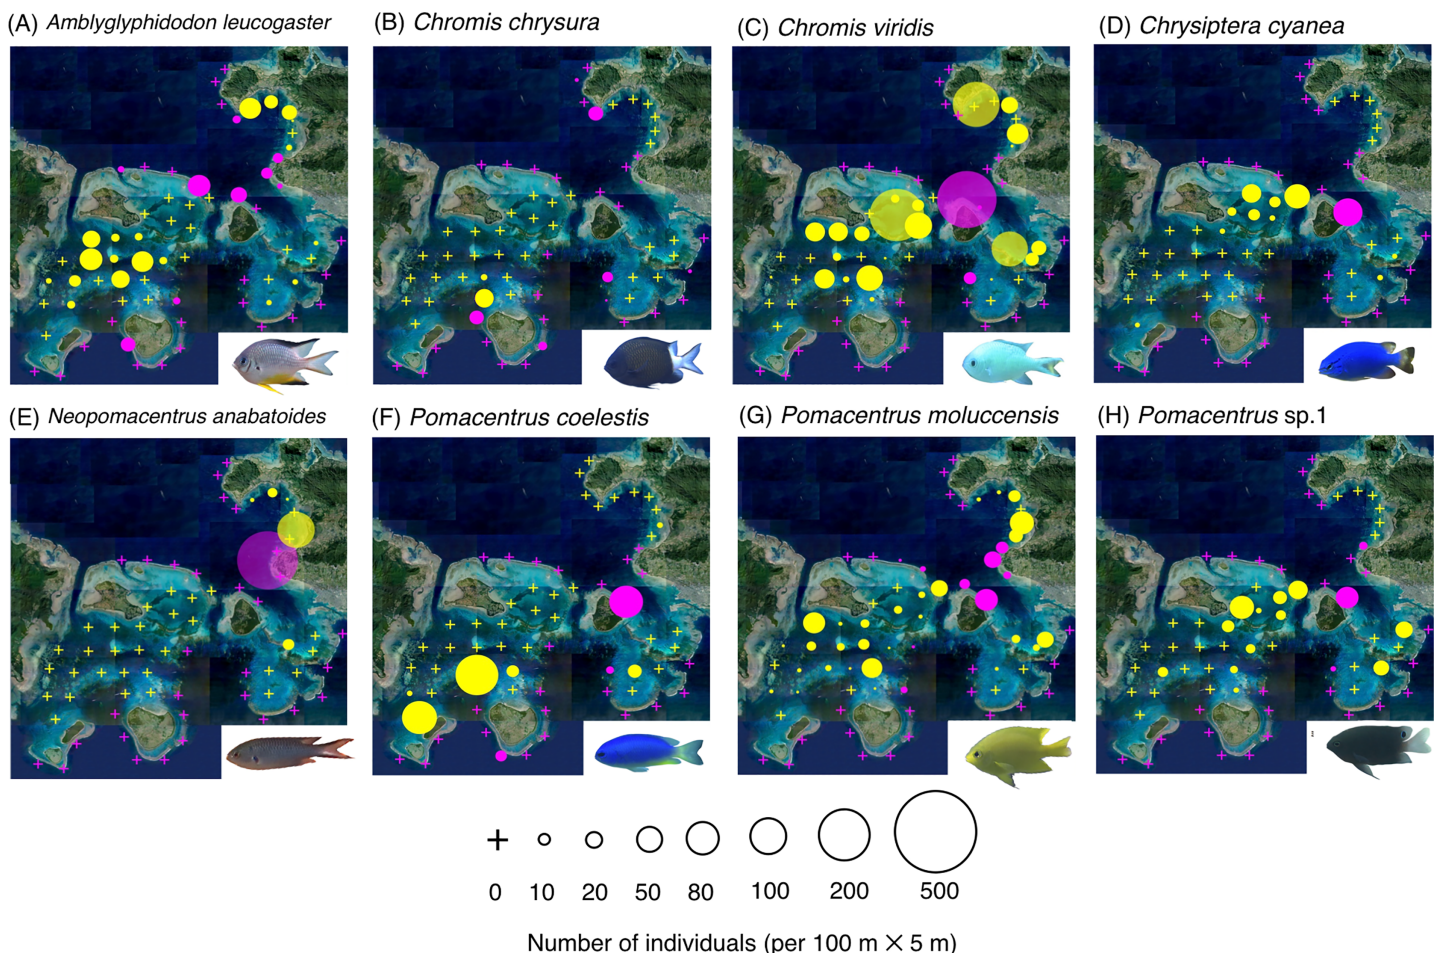 (A) Amblyglyphidodon leucogaster
(B) Chromis chrysura
(C) Chromis viridis
(D) Chrysiptera cyanea
(E) Neopomacentrus anabatoides
(F) Pomacentrus coelestis
(G) Pomacentrus moluccensis
(H) Pomacentrus sp.1
0 10 20 50 80 100 200 500
Number of individuals (per 100 m × 5 m)